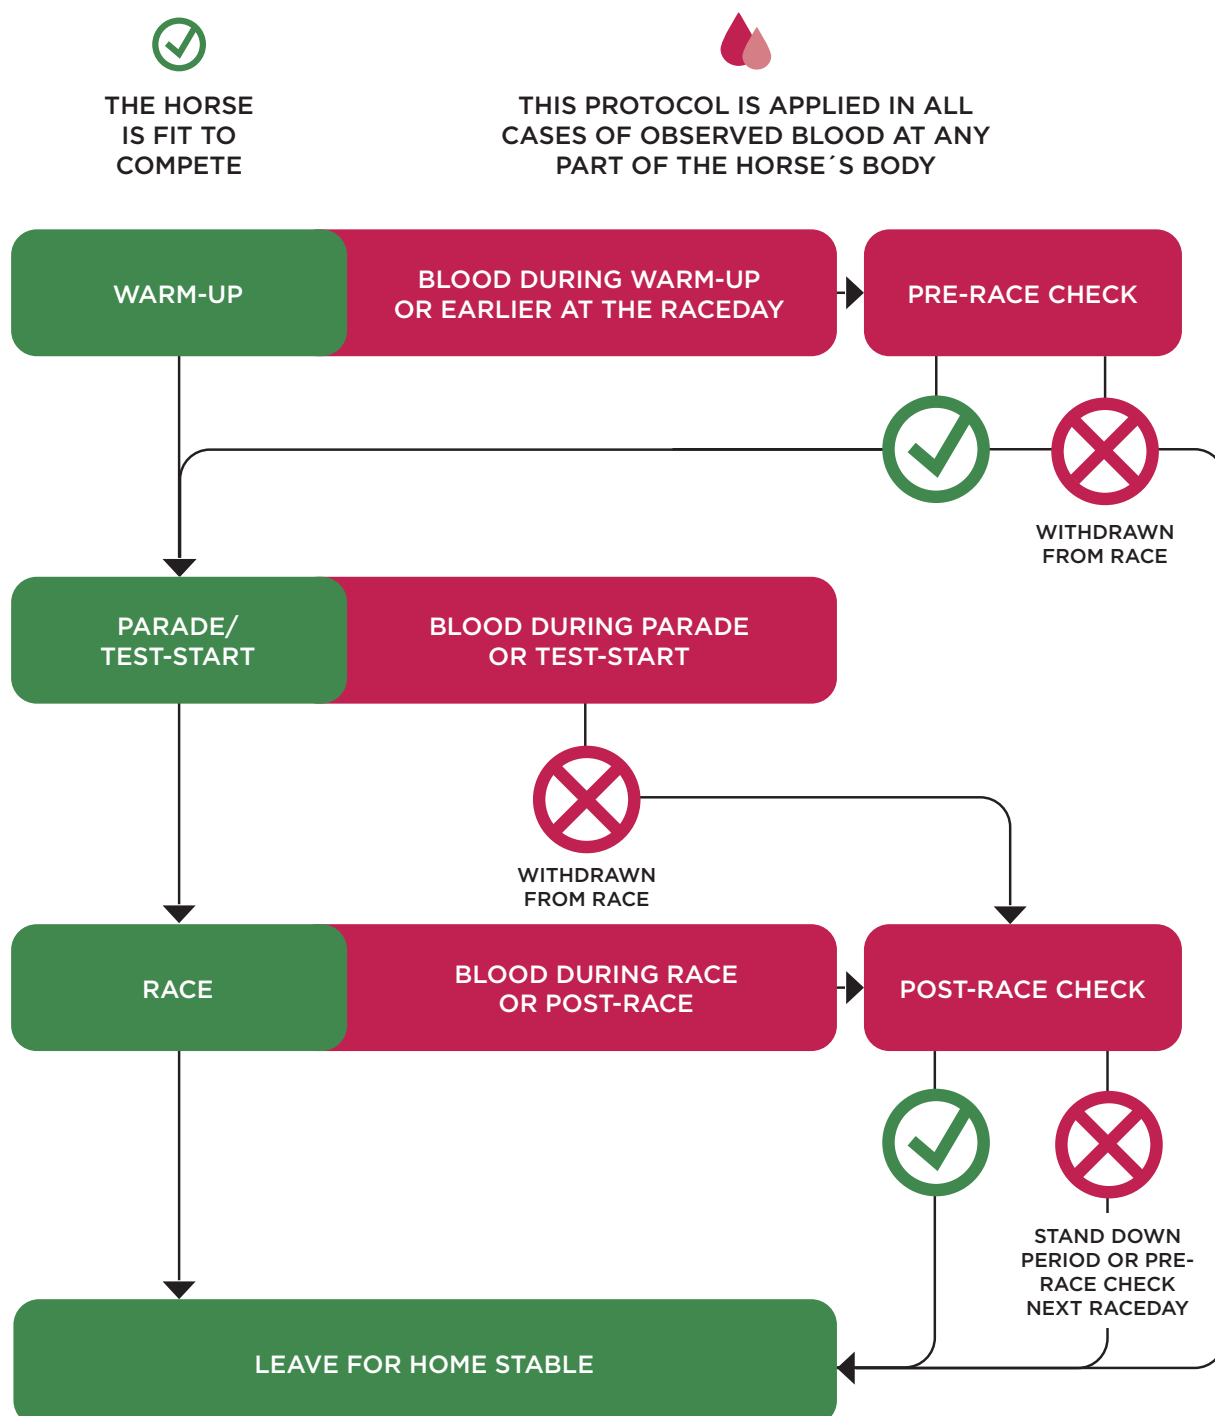 THE HORSE
IS FIT TO
COMPETE
THIS PROTOCOL IS APPLIED IN ALL
CASES OF OBSERVED BLOOD AT ANY
PART OF THE HORSE´S BODY
WARM-UP
BLOOD DURING WARM-UP
OR EARLIER AT THE RACEDAY
PRE-RACE CHECK
WITHDRAWN
FROM RACE
PARADE/
TEST-START
BLOOD DURING PARADE
OR TEST-START
WITHDRAWN
FROM RACE
RACE
BLOOD DURING RACE
OR POST-RACE
POST-RACE CHECK
STAND DOWN
PERIOD OR PRE-
RACE CHECK
NEXT RACEDAY
LEAVE FOR HOME STABLE